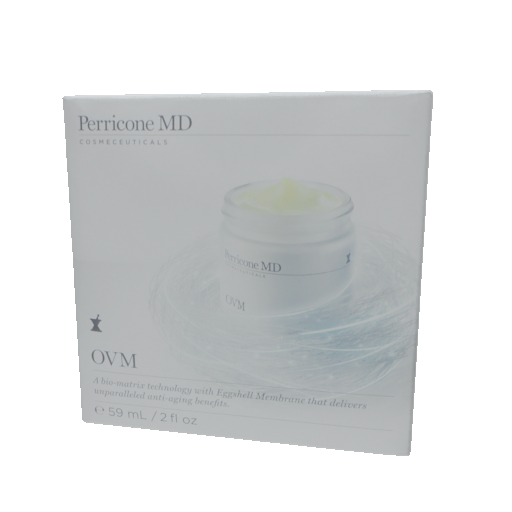 Perricone MD
COSMECEUTICALS
Perricone MD
OVM
OVM
A bio-matrix technology with Eggshell Membrane that delivers
unparalleled anti-aging benefits.
℮ 59 mL / 2 fl oz